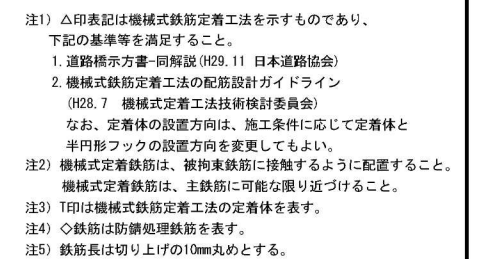 注1) △印表記は機械式鉄筋定着工法を示すものであり、
下記の基準等を満足すること。
1. 道路橋示方書-同解説(H29.11 日本道路協会)
2. 機械式鉄筋定着工法の配筋設計ガイドライン
(H28.7 機械式定着工法技術検討委員会)
なお、定着体の設置方向は、施工条件に応じて定着体と
半円形フックの設置方向を変更してもよい。
注2) 機械式定着鉄筋は、被拘束鉄筋に接触するように配置すること。
機械式定着鉄筋は、主鉄筋に可能な限り近づけること。
注3) T印は機械式鉄筋定着工法の定着体を表す。
注4) ◇鉄筋は防錆処理鉄筋を表す。
注5) 鉄筋長は切り上げの10mm丸めとする。